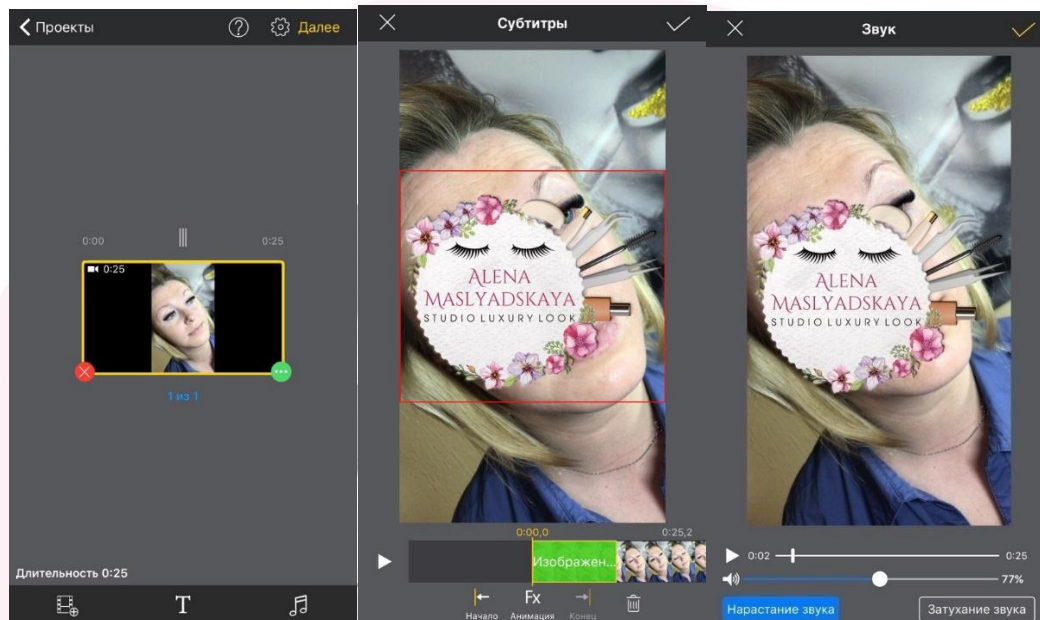 Проекты
Далее
0:00
0:25
0:25
1 из 1
Длительность 0:25
T
Субтитры
ALENA
MASLYADSKAYA
STUDIO LUXURY LOOK
0:00,0
0:25,2
Изображен...
Fx
Начало
Анимация
Конец
Звук
ALENA
MASLYADSKAYA
STUDIO LUXURY LOOK
0:02
0:25
77%
Нарастание звука
Затухание звука